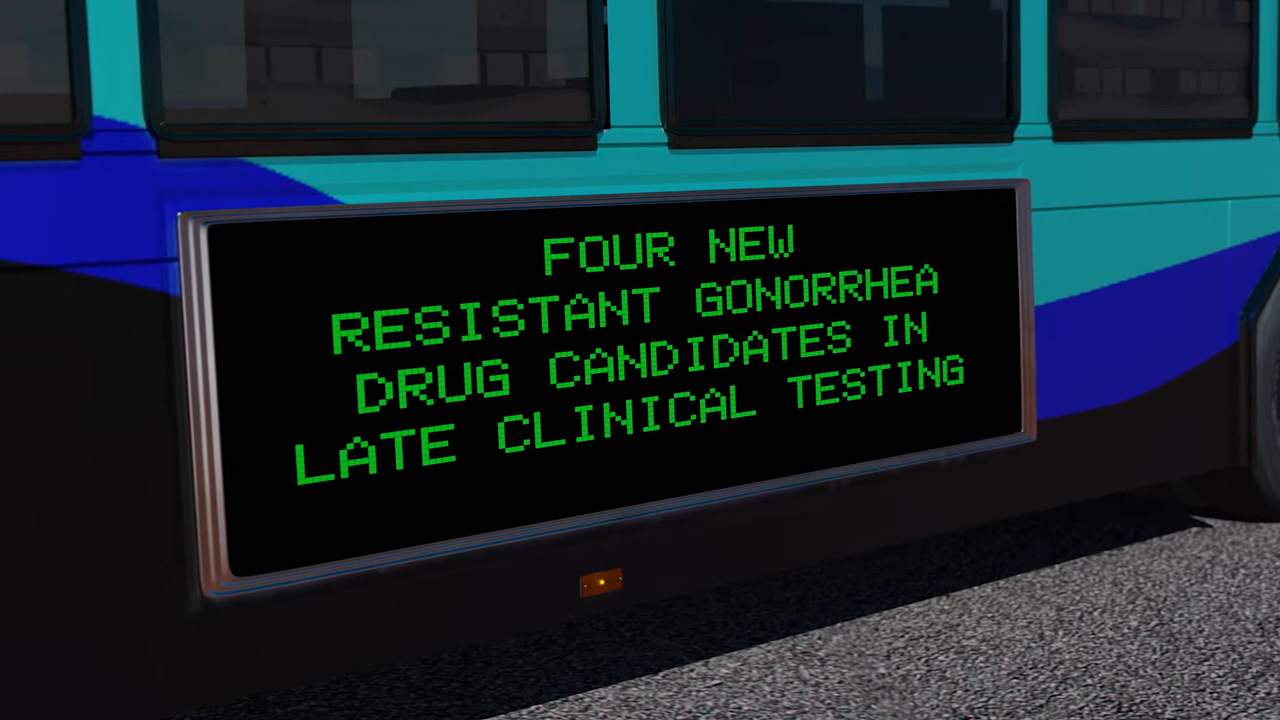 FOUR NEW
RESISTANT GONORRHEA
DRUG CANDIDATES IN
LATE CLINICAL TESTING